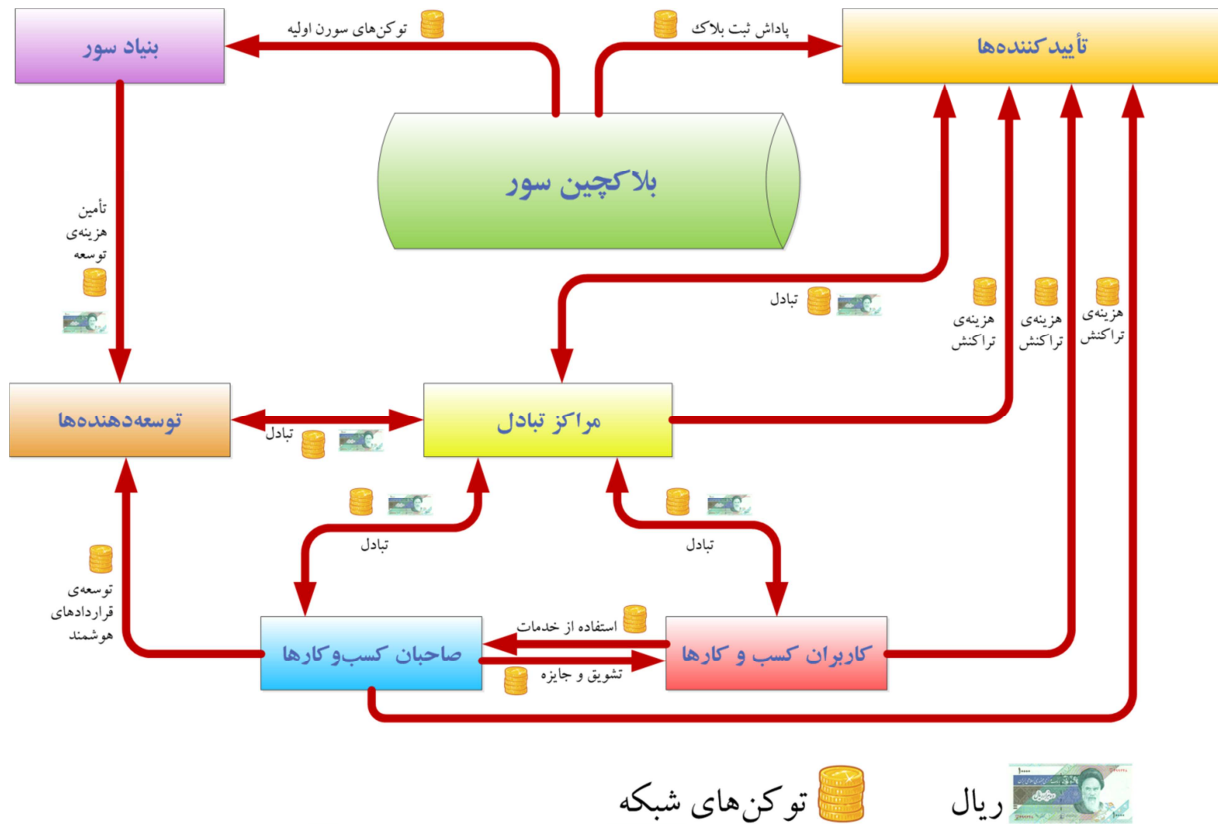 توکن‌های سورن اولیه
پاداش ثبت بلاک
تأییدکننده‌ها
بنیاد سور
بلاکچین سور
تأمین
هزینه‌ی
توسعه
تبادل
هزینه‌ی
تراکنش
هزینه‌ی
تراکنش
هزینه‌ی
تراکنش
مراکز تبادل
توسعه‌دهنده‌ها
تبادل
تبادل
تبادل
توسعه‌ی
قراردادهای
هوشمند
استفاده از خدمات
کاربران کسب و کارها
صاحبان کسب‌وکارها
تشویق و جایزه
ریال
توکن‌های شبکه